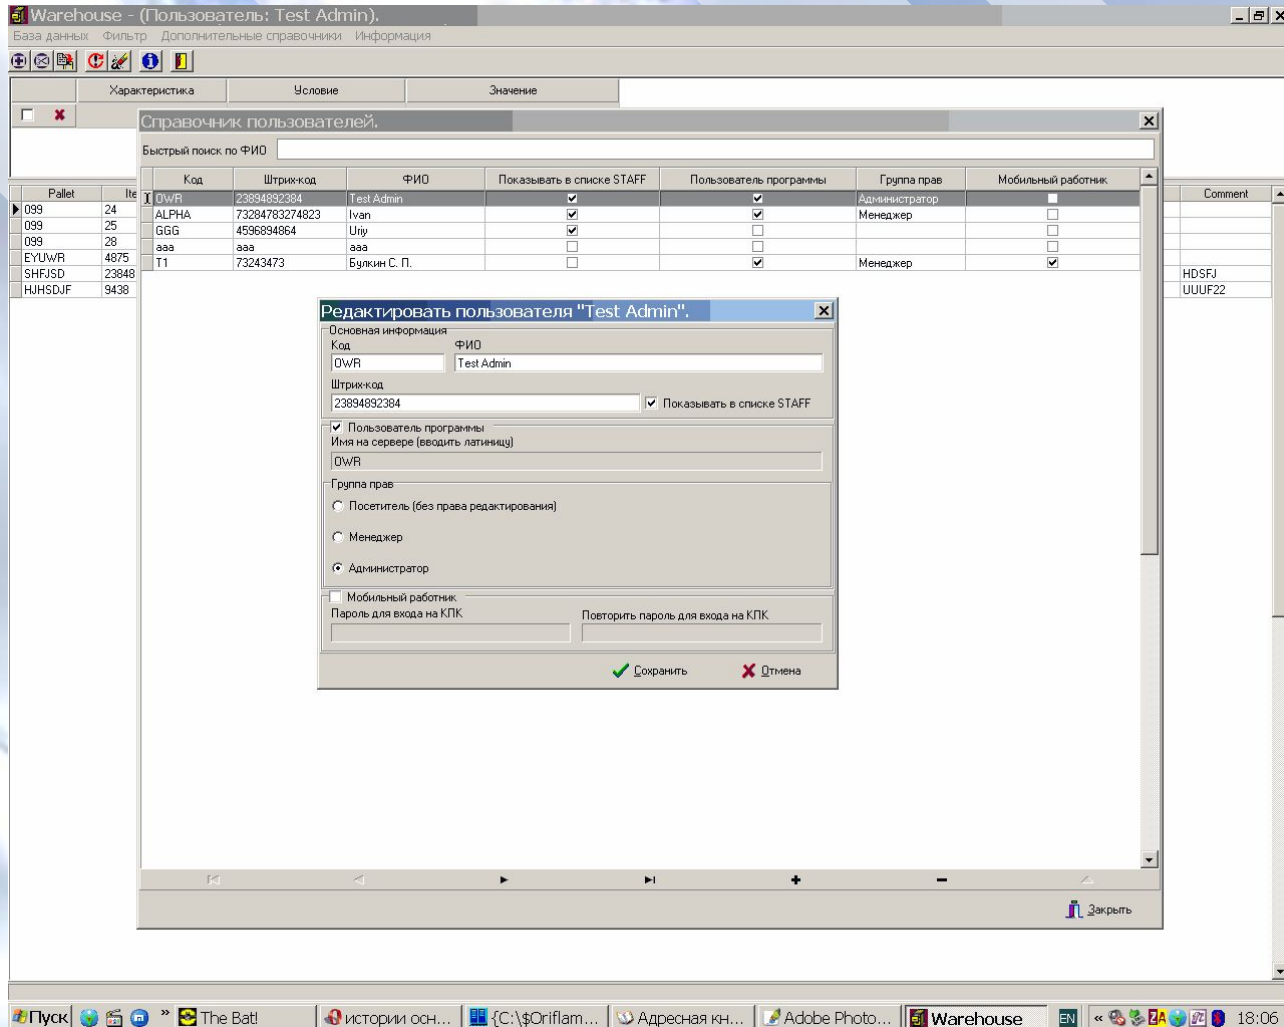 Warehouse - (Пользователь: Test Admin).
База данных Фильтр Дополнительные справочники Информация
Характеристика Условие Значение
Справочник пользователей.
Быстрый поиск по ФИО
Код Штрих-код ФИО Показывать в списке STAFF Пользователь программы Группа прав Мобильный работник
OWR 23894892384 Test Admin Администратор
ALPHA 73284783274823 Ivan Менеджер
GGG 4596894864 Uriy
aaa aaa aaa
T1 73243473 Булкин С. П. Менеджер
Pallet Ite Comment
099 24
099 25
099 28
EYUWR 4875
SHFJSD 23848 HDSFJ
HJHSDJF 9438 UUUF22
Редактировать пользователя "Test Admin".
Основная информация
Код ФИО
OWR Test Admin
Штрих-код
23894892384 Показывать в списке STAFF
Пользователь программы
Имя на сервере (вводить латиницу)
OWR
Группа прав
Посетитель (без права редактирования)
Менеджер
Администратор
Мобильный работник
Пароль для входа на КПК Повторить пароль для входа на КПК
Сохранить Отмена
Закрыть
Пуск » The Bat! истории осн... {C:\$Oriflam... Адресная кн... Adobe Photo... Warehouse EN « 18:06